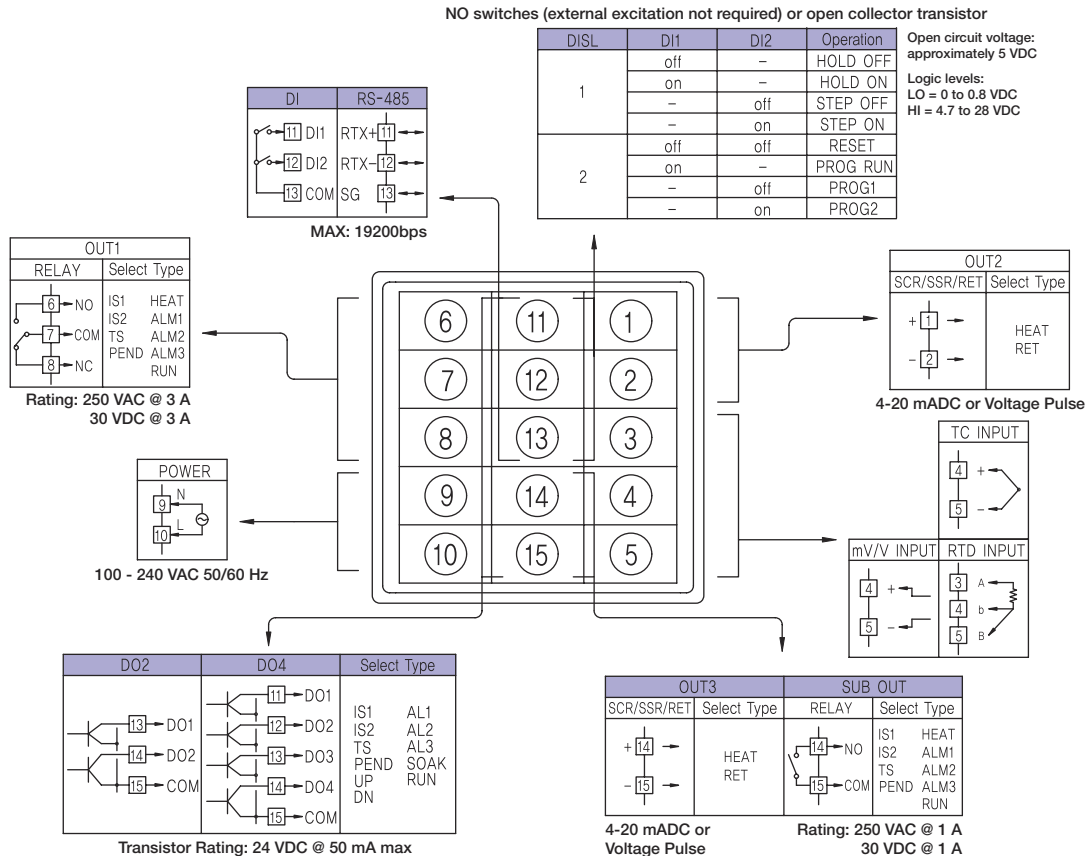 NO switches (external excitation not required) or open collector transistor
DISL DI1 DI2 Operation
1 off – HOLD OFF
on – HOLD ON
– off STEP OFF
– on STEP ON
2 off off RESET
on – PROG RUN
– off PROG1
– on PROG2
Open circuit voltage:
approximately 5 VDC
Logic levels:
LO = 0 to 0.8 VDC
HI = 4.7 to 28 VDC
DI RS-485
11 DI1 RTX+ 11
12 DI2 RTX- 12
13 COM SG 13
MAX: 19200bps
OUT1
RELAY Select Type
6 NO
7 COM
8 NC
IS1 HEAT
IS2 ALM1
TS ALM2
PEND ALM3
RUN
Rating: 250 VAC @ 3 A
30 VDC @ 3 A
6 11 1
7 12 2
8 13 3
9 14 4
10 15 5
OUT2
SCR/SSR/RET Select Type
+ 1
- 2
HEAT
RET
4-20 mADC or Voltage Pulse
POWER
9 N
10 L
100 - 240 VAC 50/60 Hz
TC INPUT
4 +
5 -
mV/V INPUT
4 +
5 -
RTD INPUT
3 A
4 b
5 B
DO2 DO4 Select Type
13 DO1
14 DO2
15 COM
11 DO1
12 DO2
13 DO3
14 DO4
15 COM
IS1 AL1
IS2 AL2
TS AL3
PEND SOAK
UP RUN
DN
Transistor Rating: 24 VDC @ 50 mA max
OUT3 SUB OUT
SCR/SSR/RET Select Type RELAY Select Type
+ 14
- 15
HEAT
RET
14 NO
15 COM
IS1 HEAT
IS2 ALM1
TS ALM2
PEND ALM3
RUN
4-20 mADC or
Voltage Pulse
Rating: 250 VAC @ 1 A
30 VDC @ 1 A